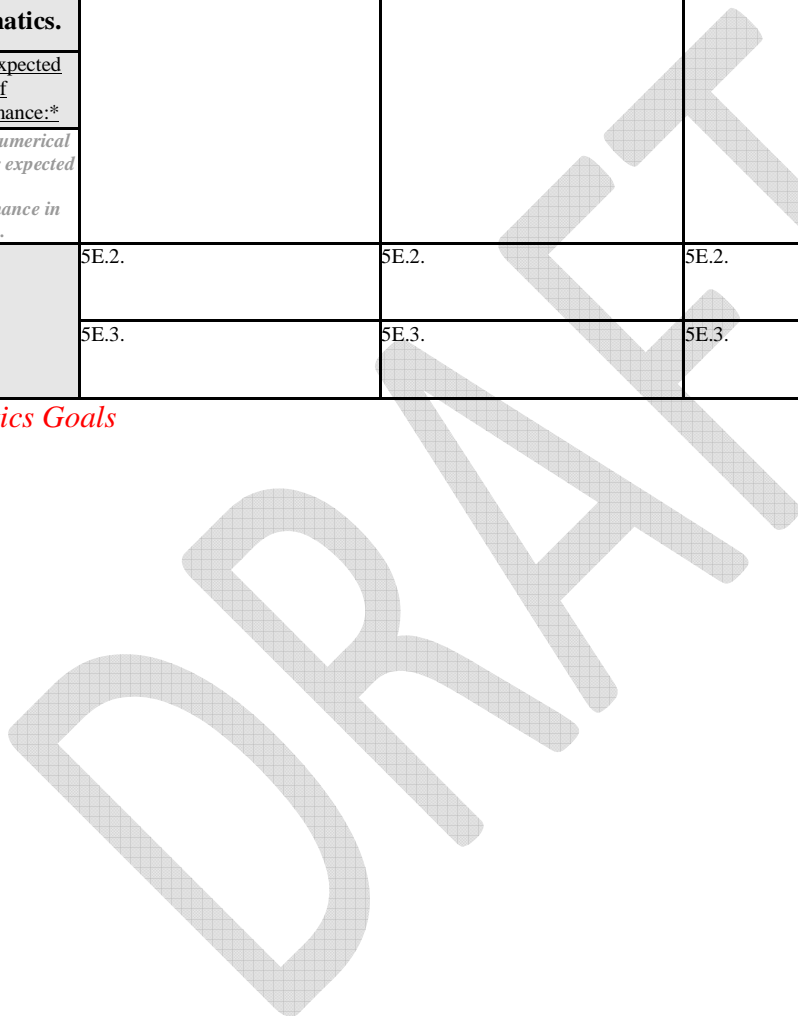 natics.
xpected
f
nance:*
umerical
expected
ance in
.
5E.2. 5E.2. 5E.2.
5E.3. 5E.3. 5E.3.
ics Goals
DRAFT